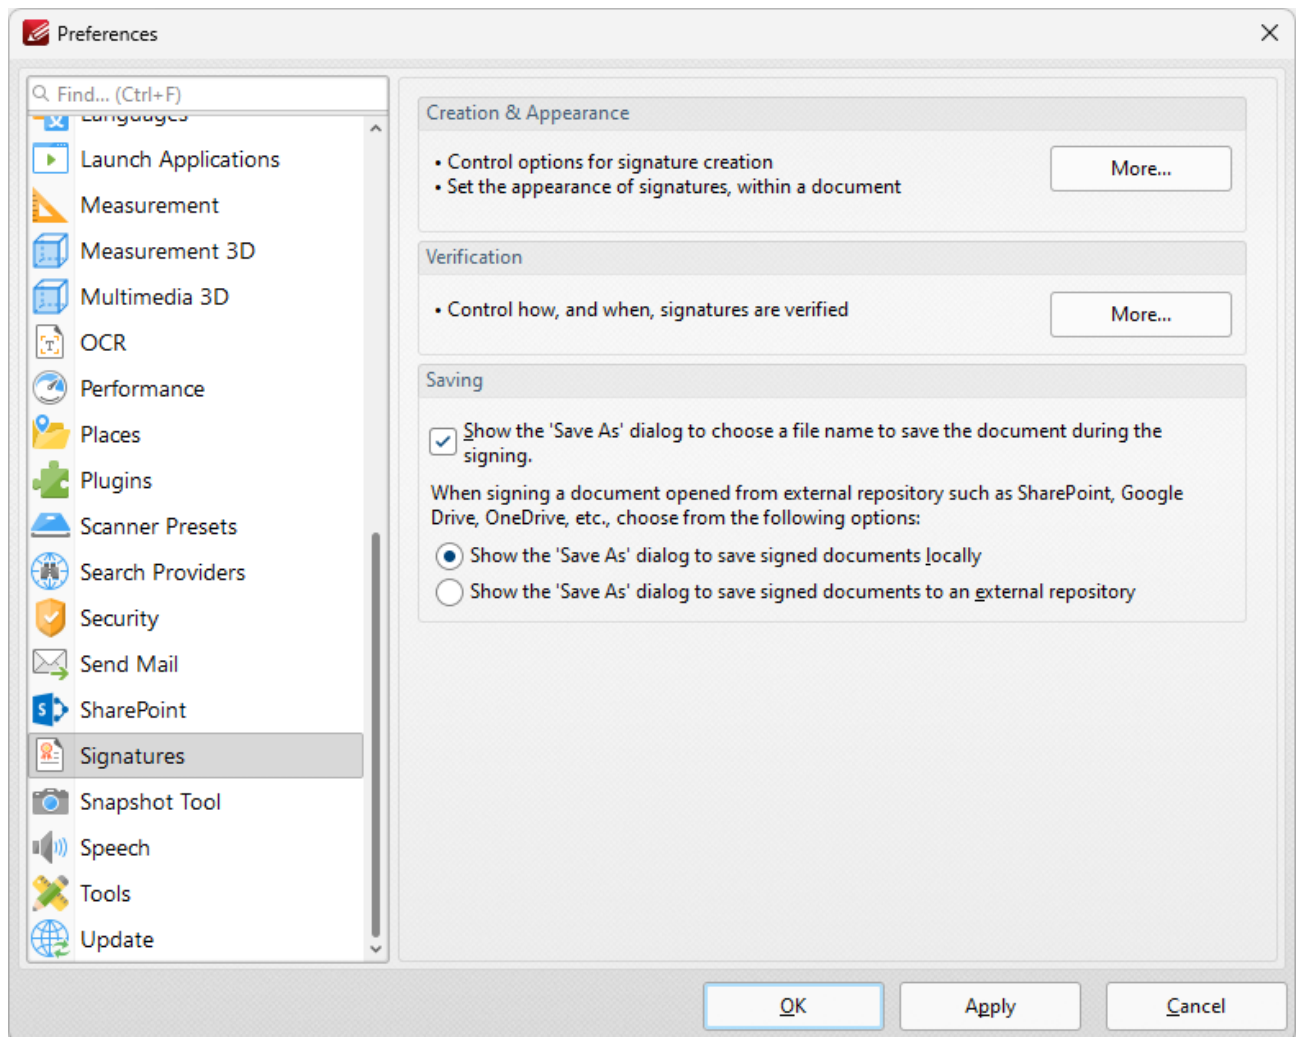 Preferences
Find... (Ctrl+F)
Languages
Launch Applications
Measurement
Measurement 3D
Multimedia 3D
OCR
Performance
Places
Plugins
Scanner Presets
Search Providers
Security
Send Mail
SharePoint
Signatures
Snapshot Tool
Speech
Tools
Update
Creation & Appearance
• Control options for signature creation
• Set the appearance of signatures, within a document
More...
Verification
• Control how, and when, signatures are verified
More...
Saving
Show the 'Save As' dialog to choose a file name to save the document during the
signing.
When signing a document opened from external repository such as SharePoint, Google
Drive, OneDrive, etc., choose from the following options:
Show the 'Save As' dialog to save signed documents locally
Show the 'Save As' dialog to save signed documents to an external repository
OK
Apply
Cancel